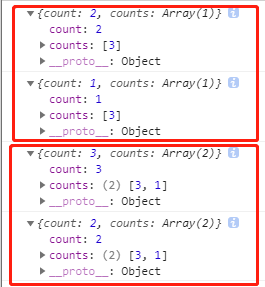 ▼{count: 2, counts: Array(1)} i
count: 2
▶counts: [3]
▶__proto__: Object
▼{count: 1, counts: Array(1)} i
count: 1
▶counts: [3]
▶__proto__: Object
▼{count: 3, counts: Array(2)} i
count: 3
▶counts: (2) [3, 1]
▶__proto__: Object
▼{count: 2, counts: Array(2)} i
count: 2
▶counts: (2) [3, 1]
▶__proto__: Object